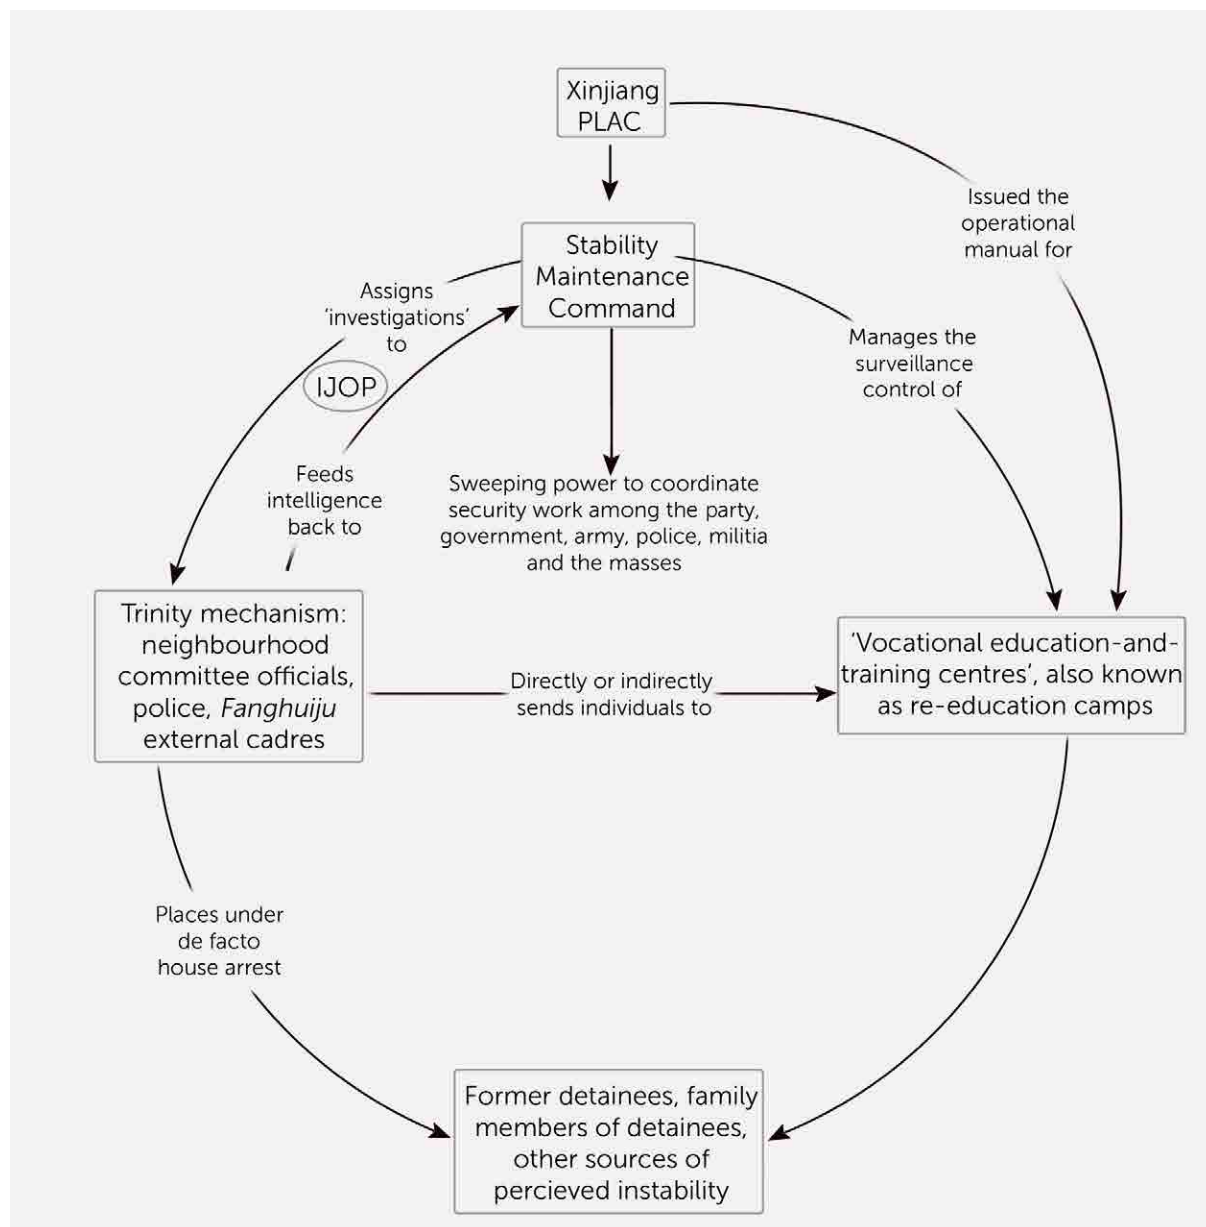 Xinjiang
PLAC
Issued the
operational
manual for
Stability
Maintenance
Command
Assigns
'investigations'
to
IJOP
Manages the
surveillance
control of
Feeds
intelligence
back to
Sweeping power to coordinate
security work among the party,
government, army, police, militia
and the masses
Trinity mechanism:
neighbourhood
committee officials,
police, Fanghuiju
external cadres
Directly or indirectly
sends individuals to
'Vocational education-and-
training centres', also known
as re-education camps
Places under
de facto
house arrest
Former detainees, family
members of detainees,
other sources of
percieved instability